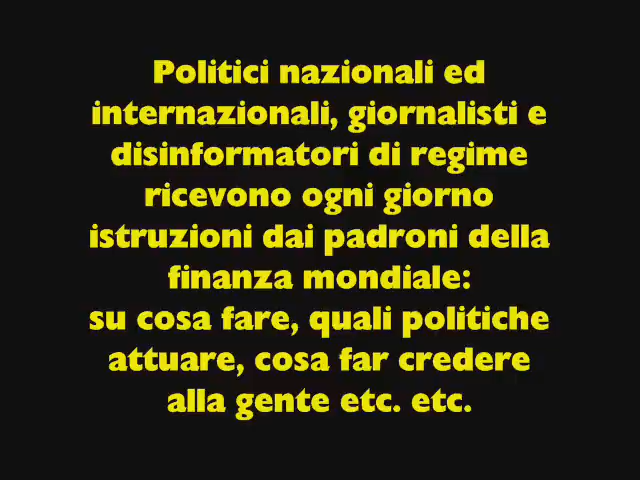 Politici nazionali ed
internazionali, giornalisti e
disinformatori di regime
ricevono ogni giorno
istruzioni dai padroni della
finanza mondiale:
su cosa fare, quali politiche
attuare, cosa far credere
alla gente etc. etc.